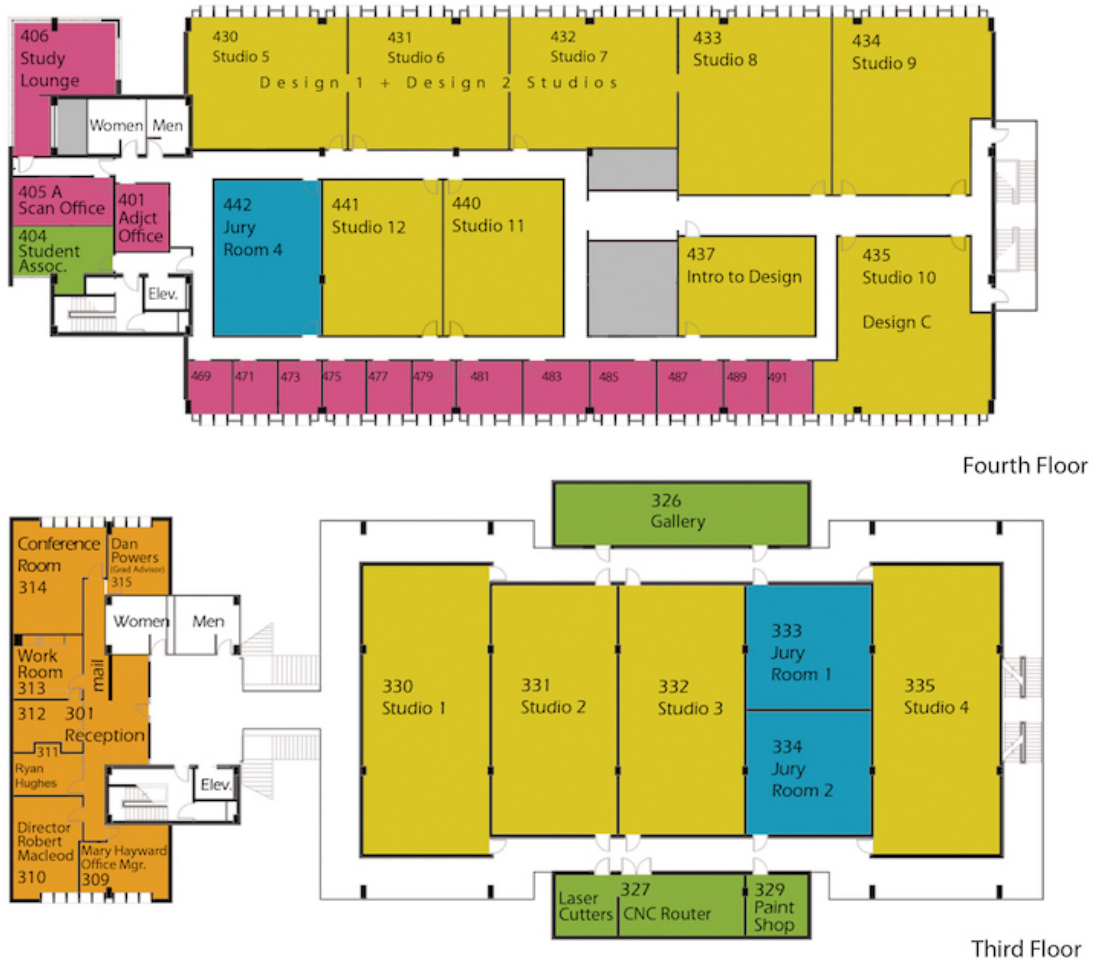 406
Study
Lounge
Women
Men
430
Studio 5
431
Studio 6
432
Studio 7
433
Studio 8
434
Studio 9
Design 1 + Design 2 Studios
405 A
Scan Office
401
Adjct
Office
404
Student
Assoc.
Elev.
442
Jury
Room 4
441
Studio 12
440
Studio 11
437
Intro to Design
435
Studio 10
Design C
469
471
473
475
477
479
481
483
485
487
489
491
Fourth Floor
Conference
Room
314
Dan
Powers
(Grad Advisor)
315
Women
Men
Work
Room
313
mail
312
301
Reception
311
Ryan
Hughes
Elev.
Director
Robert
Macleod
310
Mary Hayward
Office Mgr.
309
326
Gallery
330
Studio 1
331
Studio 2
332
Studio 3
333
Jury
Room 1
334
Jury
Room 2
335
Studio 4
Laser
Cutters
327
CNC Router
329
Paint
Shop
Third Floor